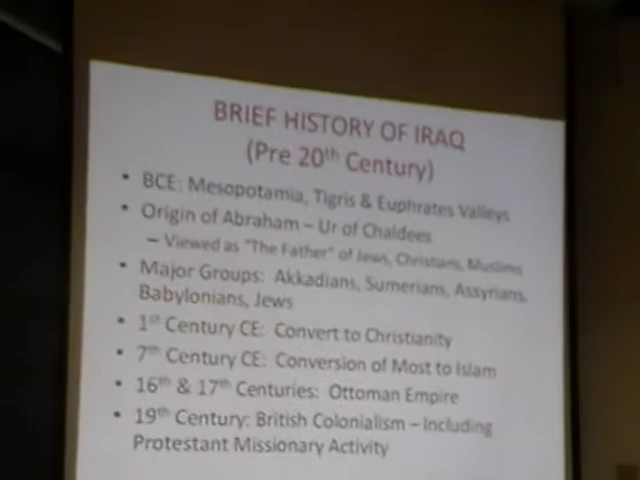 BRIEF HISTORY OF IRAQ
(Pre 20th Century)
• BCE: Mesopotamia, Tigris & Euphrates Valleys
• Origin of Abraham – Ur of Chaldees
– Viewed as "The Father" of Jews, Christians, Muslims
• Major Groups: Akkadians, Sumerians, Assyrians,
Babylonians, Jews
• 1st Century CE: Convert to Christianity
• 7th Century CE: Conversion of Most to Islam
• 16th & 17th Centuries: Ottoman Empire
• 19th Century: British Colonialism – Including
Protestant Missionary Activity